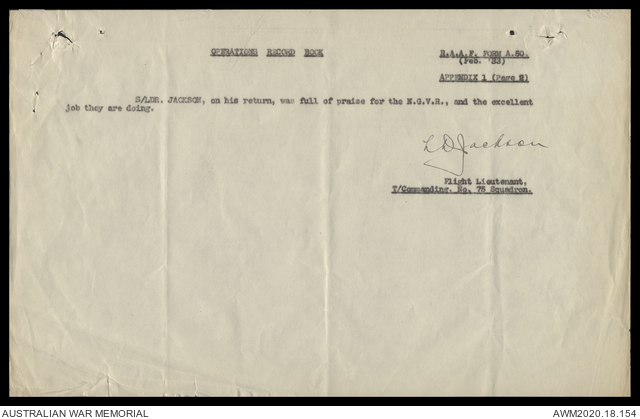 OPERATIONS RECORD BOOK
R.A.A.F. FORM A.50.
(Feb. '33)
APPENDIX 1 (Page 2)
S/LDR. JACKSON, on his return, was full of praise for the N.G.V.R., and the excellent
job they are doing.
L D Jackson
Flight Lieutenant,
T/Commanding. No. 75 Squadron.
AUSTRALIAN WAR MEMORIAL
AWM2020.18.154